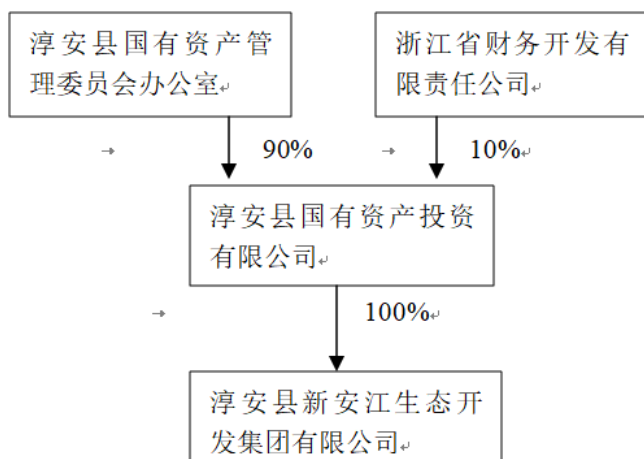 淳安县国有资产管
理委员会办公室
浙江省财务开发有
限责任公司
90%
10%
淳安县国有资产投资
有限公司
100%
淳安县新安江生态开
发集团有限公司